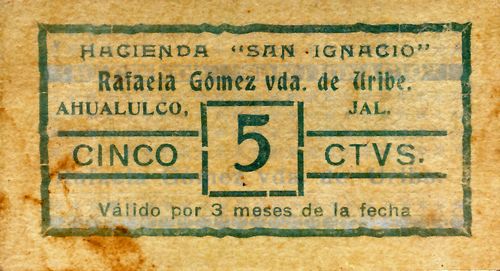 HACIENDA "SAN IGNACIO"
Rafaela Gómez vda. de Uribe.
AHUALULCO, JAL.
CINCO 5 CTVS.
Válido por 3 meses de la fecha